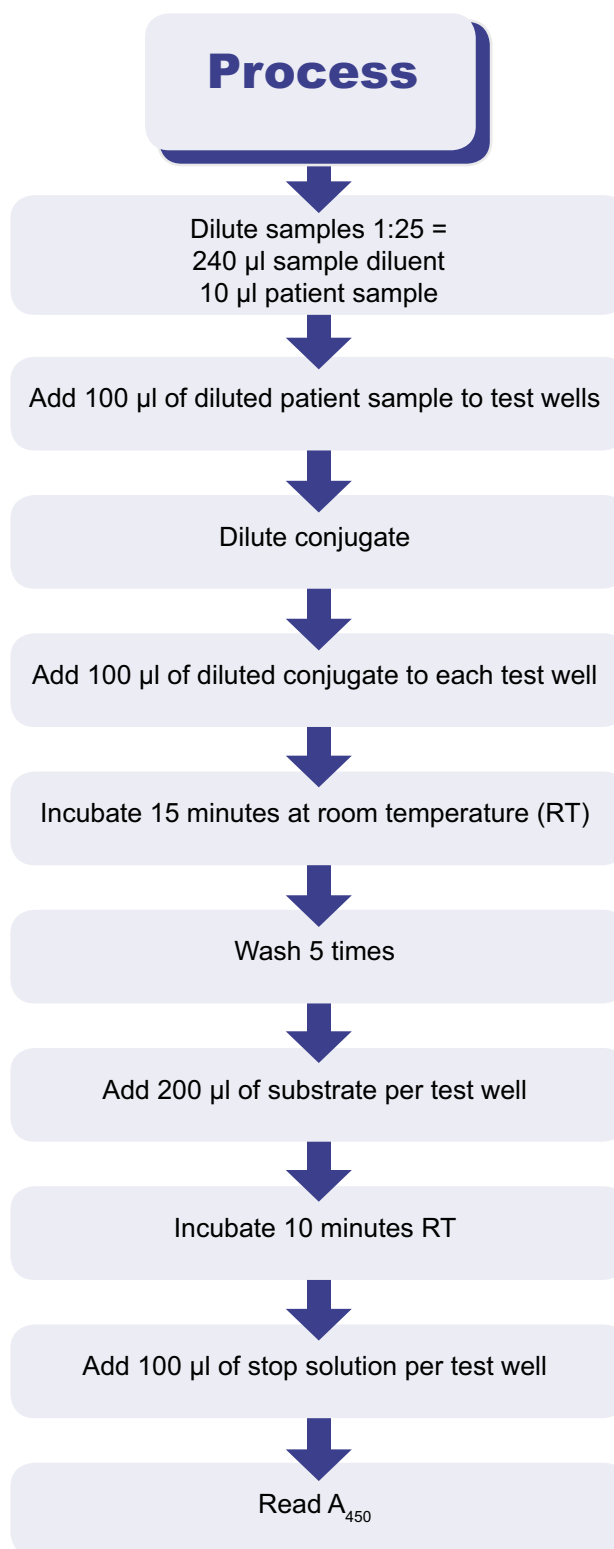 Process
Dilute samples 1:25 =
240 µl sample diluent
10 µl patient sample
Add 100 µl of diluted patient sample to test wells
Dilute conjugate
Add 100 µl of diluted conjugate to each test well
Incubate 15 minutes at room temperature (RT)
Wash 5 times
Add 200 µl of substrate per test well
Incubate 10 minutes RT
Add 100 µl of stop solution per test well
Read A450